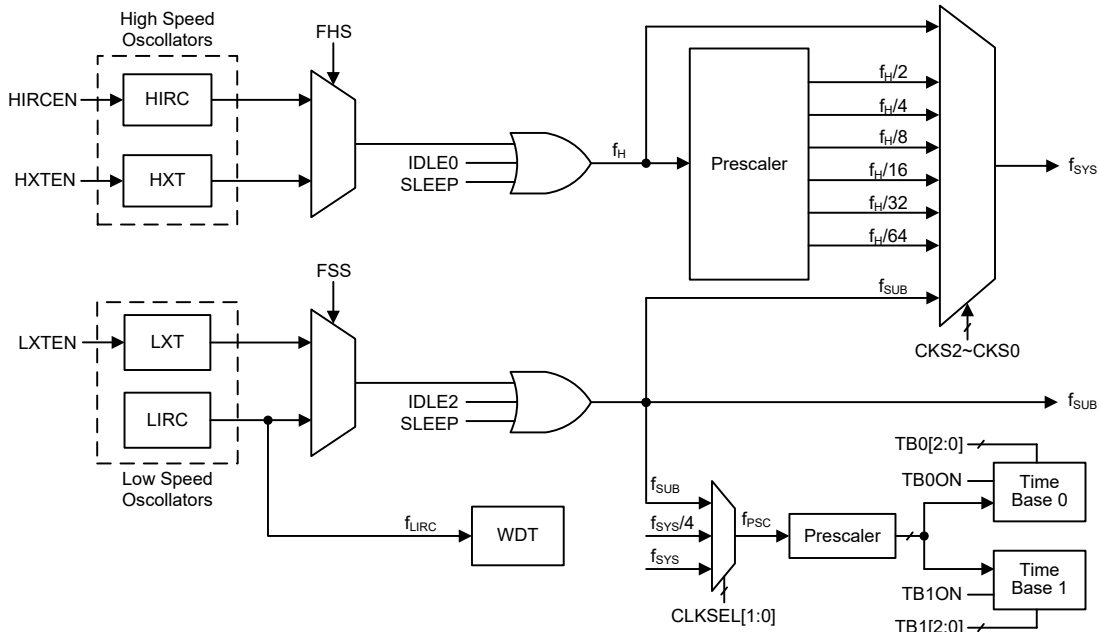 High Speed
Oscollators
FHS
HIRCEN
HIRC
HXTEN
HXT
IDLE0
SLEEP
fH
Prescaler
fH/2
fH/4
fH/8
fH/16
fH/32
fH/64
fSUB
fSYS
CKS2~CKS0
FSS
LXTEN
LXT
LIRC
Low Speed
Oscollators
IDLE2
SLEEP
fSUB
fLIRC
WDT
fSUB
fSYS/4
fSYS
CLKSEL[1:0]
fPSC
Prescaler
TB0[2:0]
TB0ON
Time
Base 0
Time
Base 1
TB1ON
TB1[2:0]